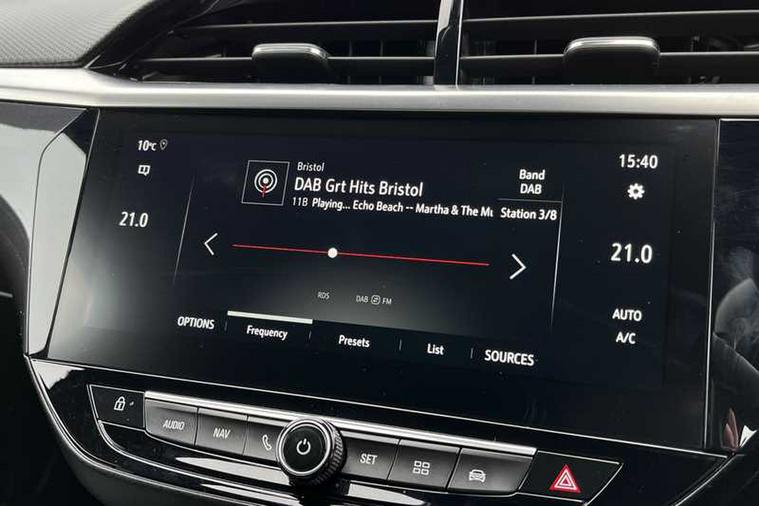 10°C
21.0
Bristol
DAB Grt Hits Bristol
11B Playing... Echo Beach -- Martha & The Mu
Band
DAB
Station 3/8
15:40
21.0
AUTO
A/C
RDS DAB FM
OPTIONS Frequency Presets List SOURCES
AUDIO NAV SET